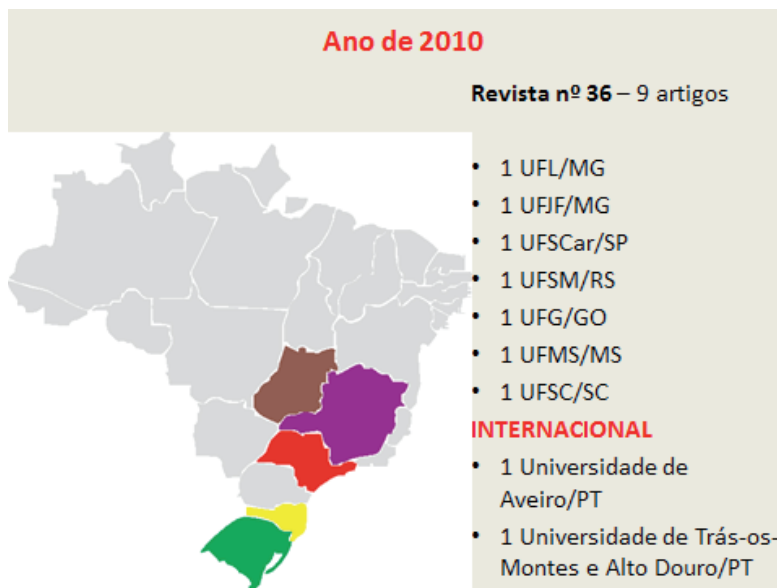 Ano de 2010
Revista nº 36 – 9 artigos
• 1 UFL/MG
• 1 UFJF/MG
• 1 UFSCar/SP
• 1 UFSM/RS
• 1 UFG/GO
• 1 UFMS/MS
• 1 UFSC/SC
INTERNACIONAL
• 1 Universidade de
Aveiro/PT
• 1 Universidade de Trás-os-
Montes e Alto Douro/PT